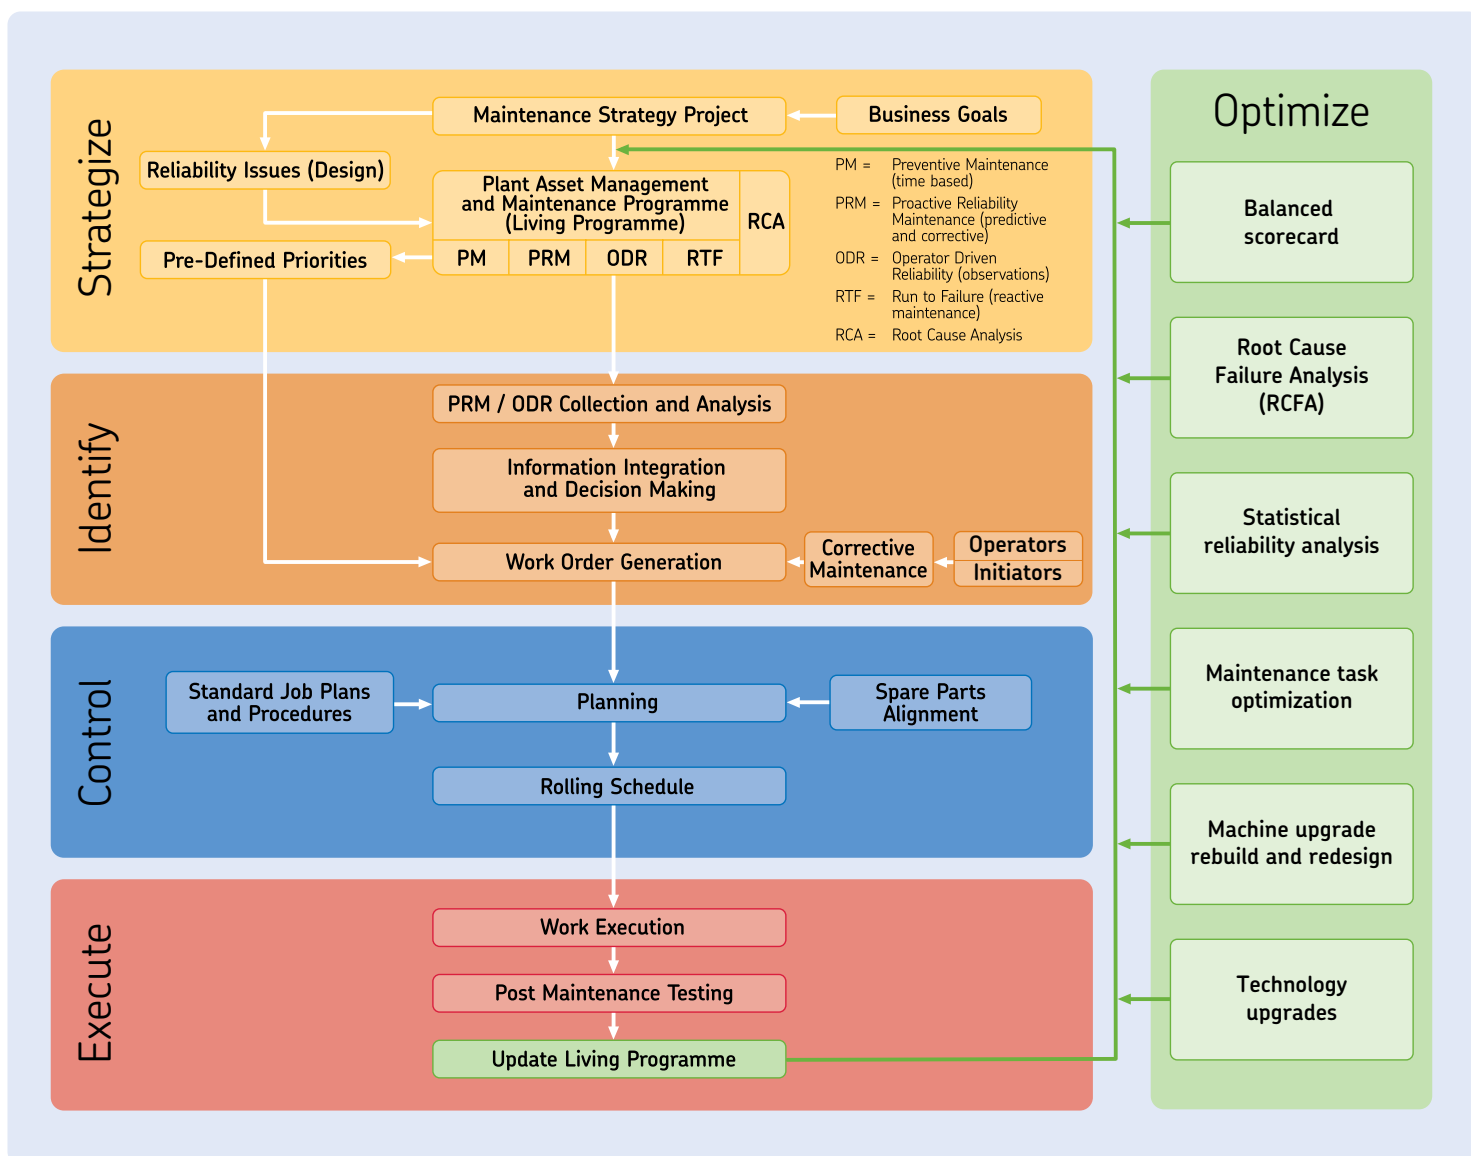 Strategize
Maintenance Strategy Project
Business Goals
Reliability Issues (Design)
Plant Asset Management
and Maintenance Programme
(Living Programme)
RCA
PM
PRM
ODR
RTF
Pre-Defined Priorities
PM = Preventive Maintenance
(time based)
PRM = Proactive Reliability
Maintenance (predictive
and corrective)
ODR = Operator Driven
Reliability (observations)
RTF = Run to Failure (reactive
maintenance)
RCA = Root Cause Analysis
Identify
PRM / ODR Collection and Analysis
Information Integration
and Decision Making
Work Order Generation
Corrective
Maintenance
Operators
Initiators
Control
Standard Job Plans
and Procedures
Planning
Spare Parts
Alignment
Rolling Schedule
Execute
Work Execution
Post Maintenance Testing
Update Living Programme
Optimize
Balanced
scorecard
Root Cause
Failure Analysis
(RCFA)
Statistical
reliability analysis
Maintenance task
optimization
Machine upgrade
rebuild and redesign
Technology
upgrades